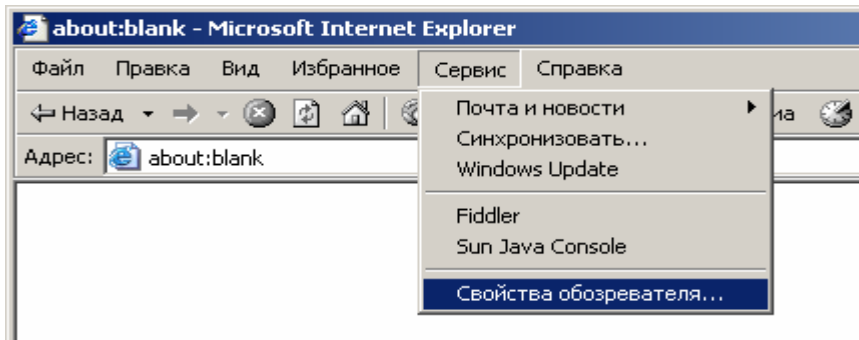 about:blank - Microsoft Internet Explorer
Файл Правка Вид Избранное Сервис Справка
Назад
Почта и новости
Адрес: about:blank
Синхронизовать...
Windows Update
Fiddler
Sun Java Console
Свойства обозревателя...